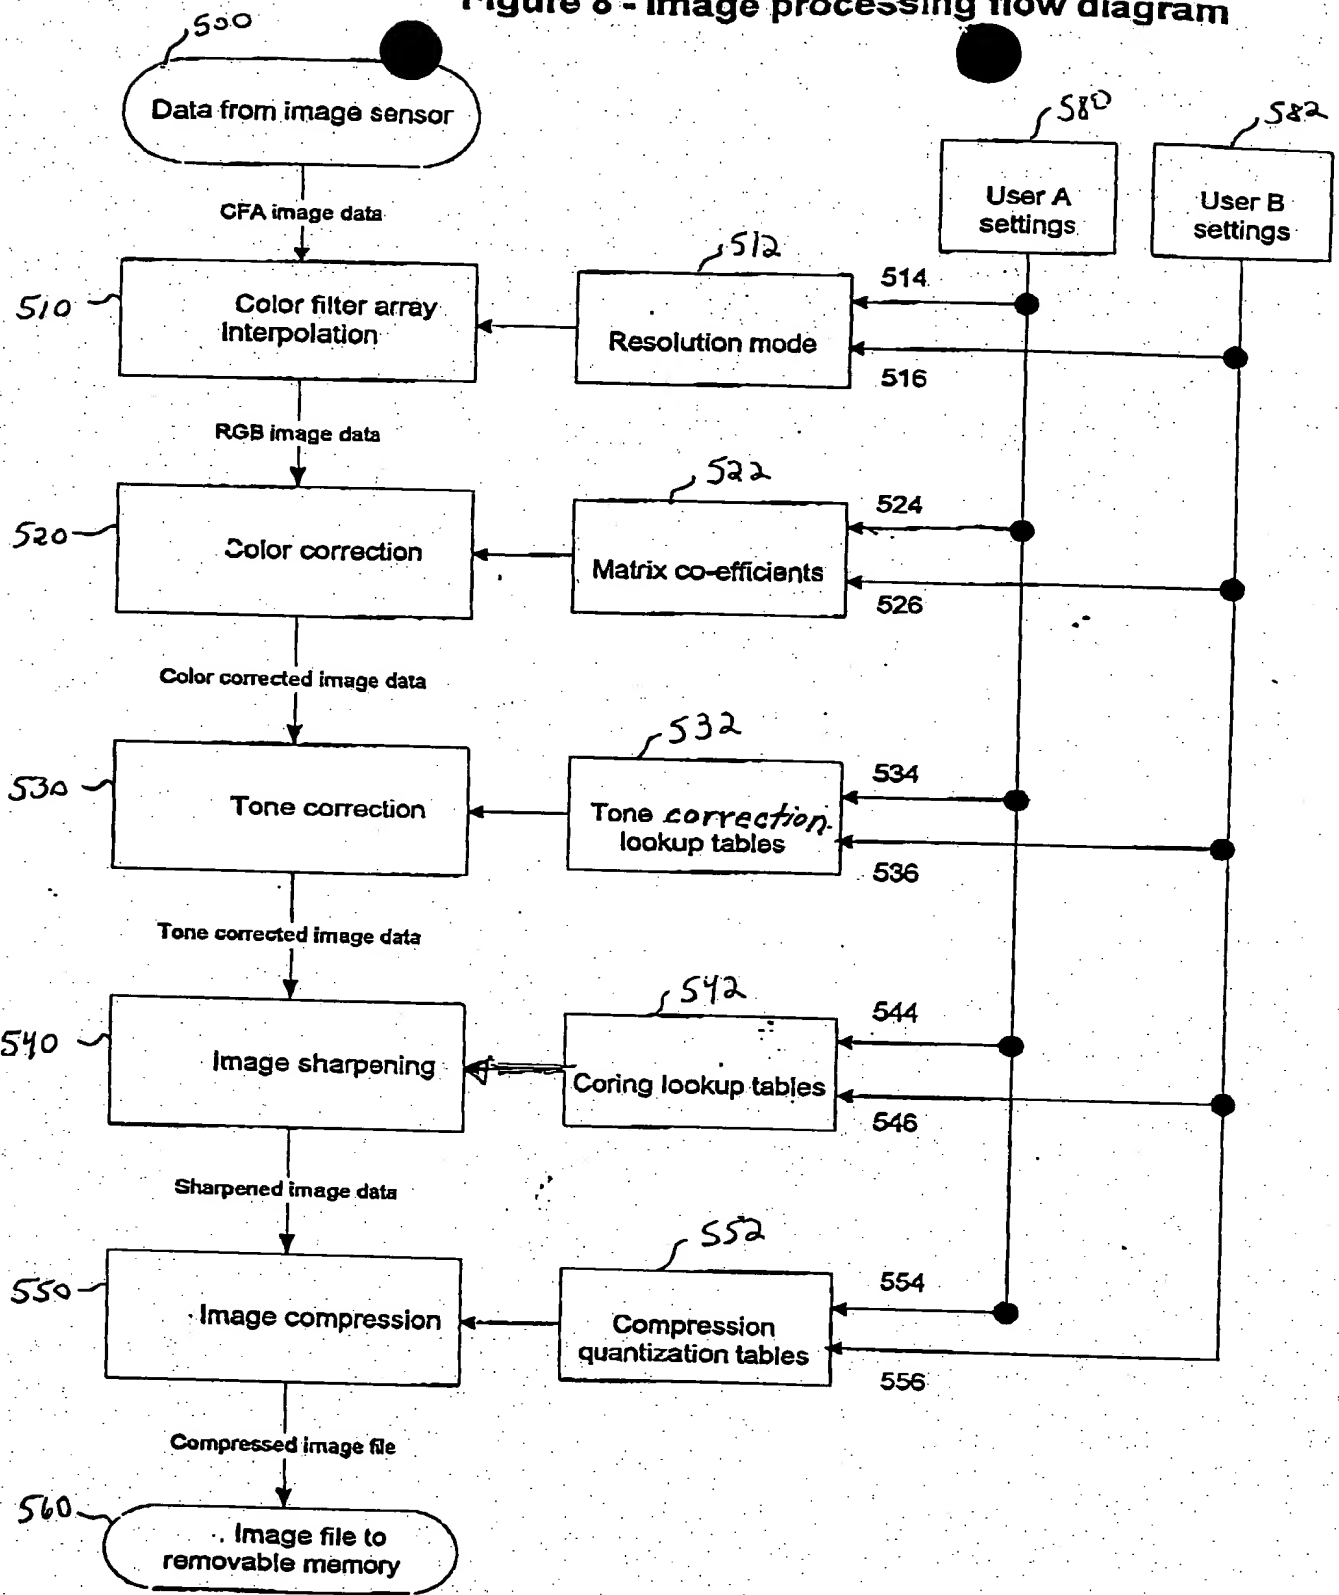 Figure 8 - Image processing flow diagram
500
Data from image sensor
580
582
User A
settings
User B
settings
CFA image data
510
Color filter array
Interpolation
512
Resolution mode
514
516
RGB image data
520
Color correction
522
Matrix co-efficients
524
526
Color corrected image data
530
Tone correction
532
Tone correction
lookup tables
534
536
Tone corrected image data
540
Image sharpening
542
Coring lookup tables
544
546
Sharpened image data
550
Image compression
552
Compression
quantization tables
554
556
Compressed image file
560
Image file to
removable memory